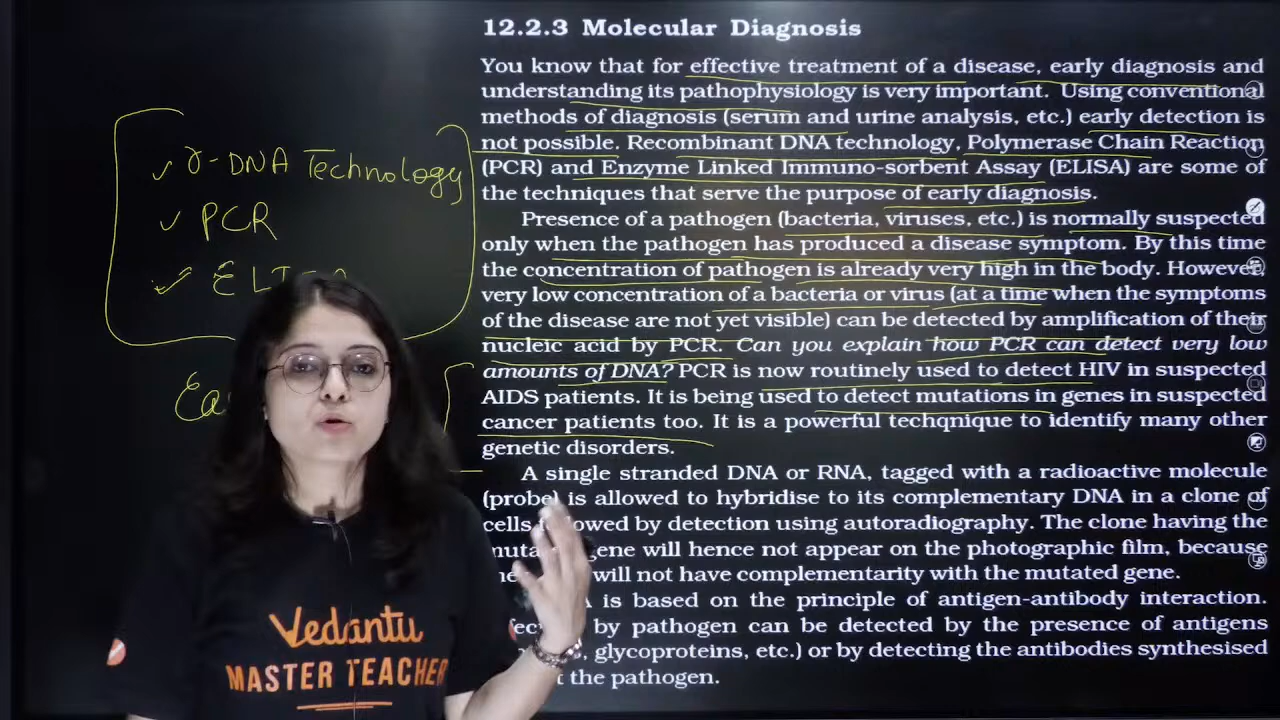 12.2.3 Molecular Diagnosis
You know that for effective treatment of a disease, early diagnosis and
understanding its pathophysiology is very important. Using conventional
methods of diagnosis (serum and urine analysis, etc.) early detection is
not possible. Recombinant DNA technology, Polymerase Chain Reaction
(PCR) and Enzyme Linked Immuno-sorbent Assay (ELISA) are some of
the techniques that serve the purpose of early diagnosis.
Presence of a pathogen (bacteria, viruses, etc.) is normally suspected
only when the pathogen has produced a disease symptom. By this time
the concentration of pathogen is already very high in the body. However,
very low concentration of a bacteria or virus (at a time when the symptoms
of the disease are not yet visible) can be detected by amplification of their
nucleic acid by PCR. Can you explain how PCR can detect very low
amounts of DNA? PCR is now routinely used to detect HIV in suspected
AIDS patients. It is being used to detect mutations in genes in suspected
cancer patients too. It is a powerful techqnique to identify many other
genetic disorders.
A single stranded DNA or RNA, tagged with a radioactive molecule
(probe) is allowed to hybridise to its complementary DNA in a clone of
cells followed by detection using autoradiography. The clone having the
gene will hence not appear on the photographic film, because
will not have complementarity with the mutated gene.
is based on the principle of antigen-antibody interaction.
by pathogen can be detected by the presence of antigens
glycoproteins, etc.) or by detecting the antibodies synthesised
the pathogen.
r-DNA Technology
PCR
Vedantu
MASTER TEACHER